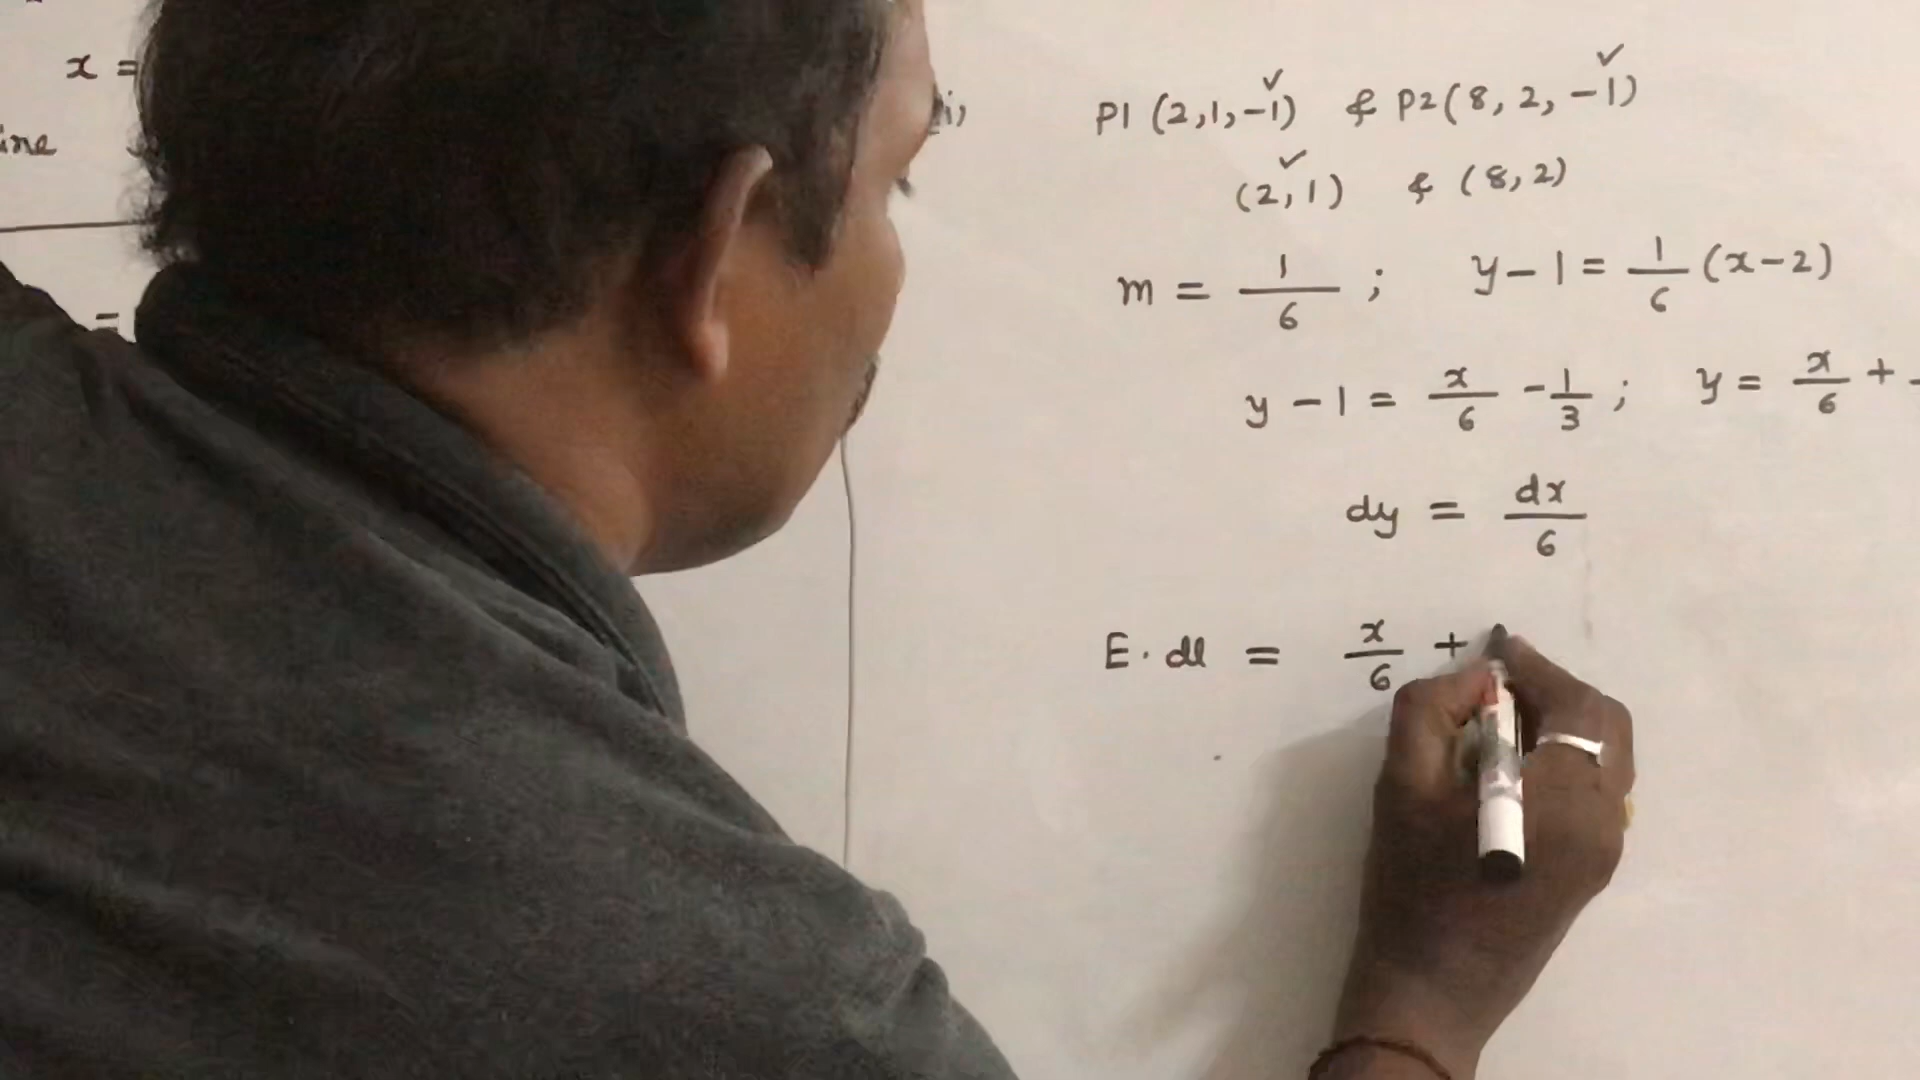 x =
ine
i,
=
P1 (2,1,-1) & P2(8, 2, -1)
(2,1) & (8,2)
m = 1/6 ; y-1 = 1/6 (x-2)
y-1 = x/6 - 1/3 ; y = x/6 +
dy = dx/6
E. dl = x/6 +